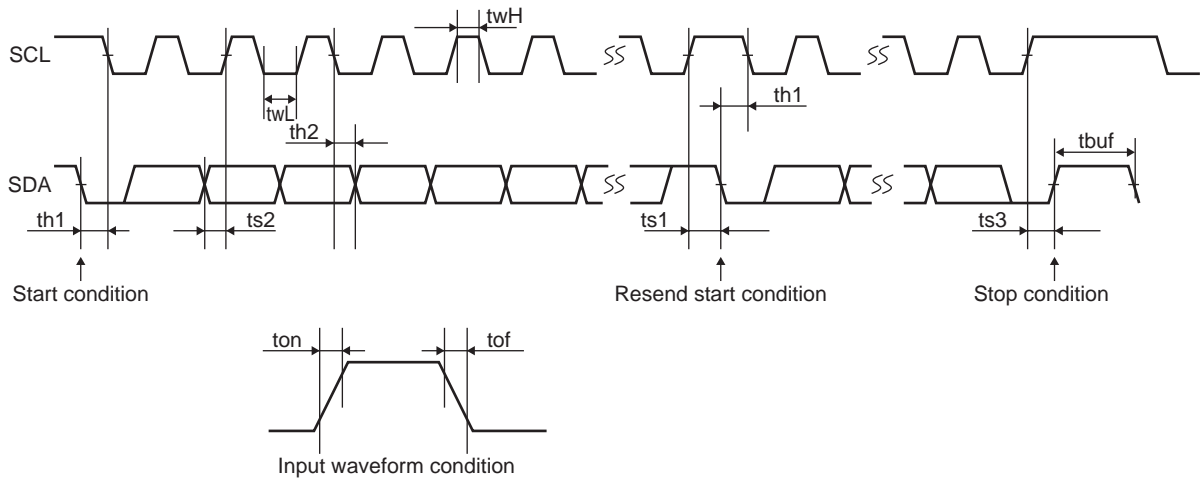 twH
SCL
twL
th1
th2
tbuf
SDA
th1
ts2
ts1
ts3
Start condition
Resend start condition
Stop condition
ton
tof
Input waveform condition